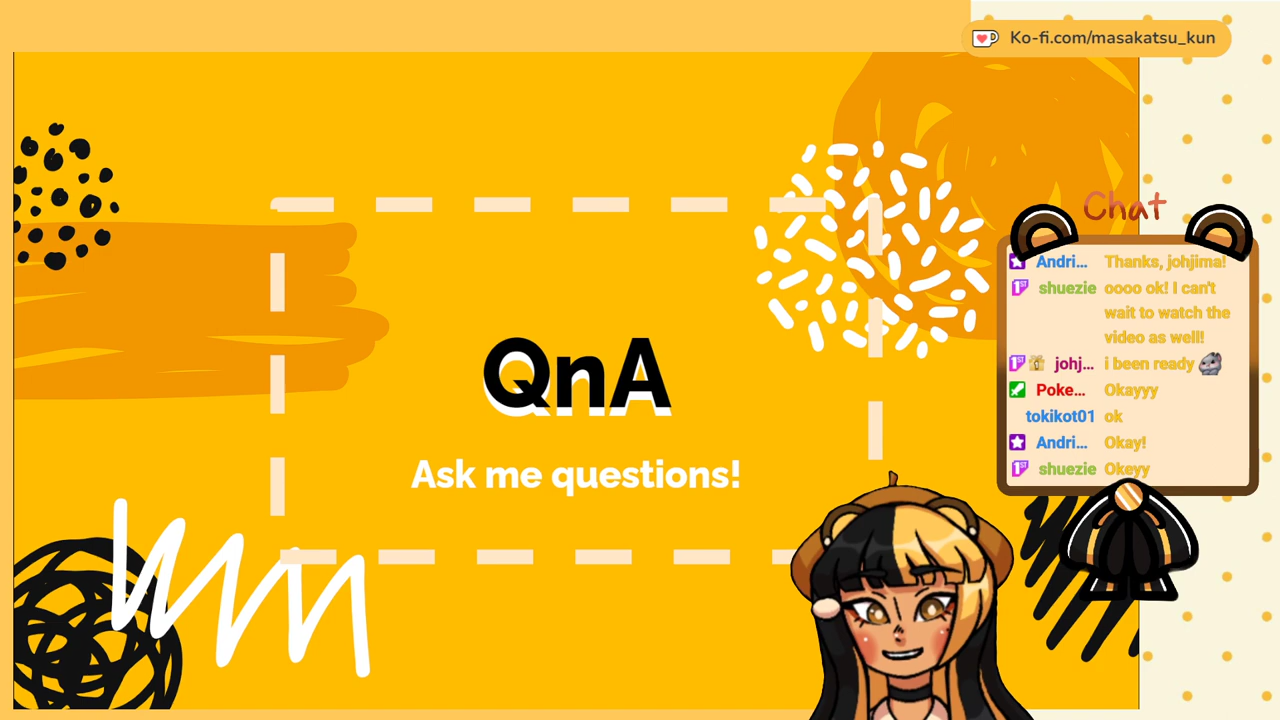 Ko-fi.com/masakatsu_kun
Chat
Andri... Thanks, johjima!
shuezie oooo ok! I can't
wait to watch the
video as well!
johj... i been ready
Poke... Okayyy
tokikot01 ok
Andri... Okay!
shuezie Okeyy
QnA
Ask me questions!